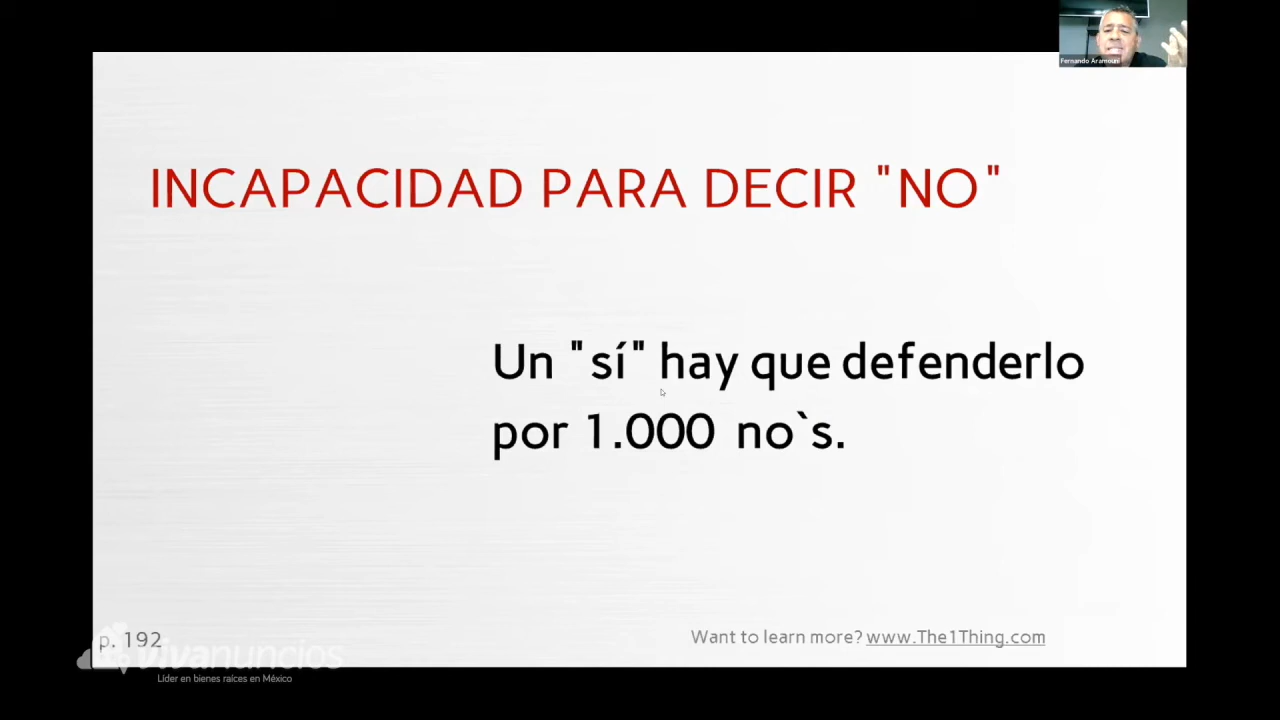 Fernando Aramouni
INCAPACIDAD PARA DECIR "NO"
Un "sí" hay que defenderlo
por 1.000 no`s.
p. 192
Want to learn more? www.The1Thing.com
vivanuncios
Líder en bienes raíces en México